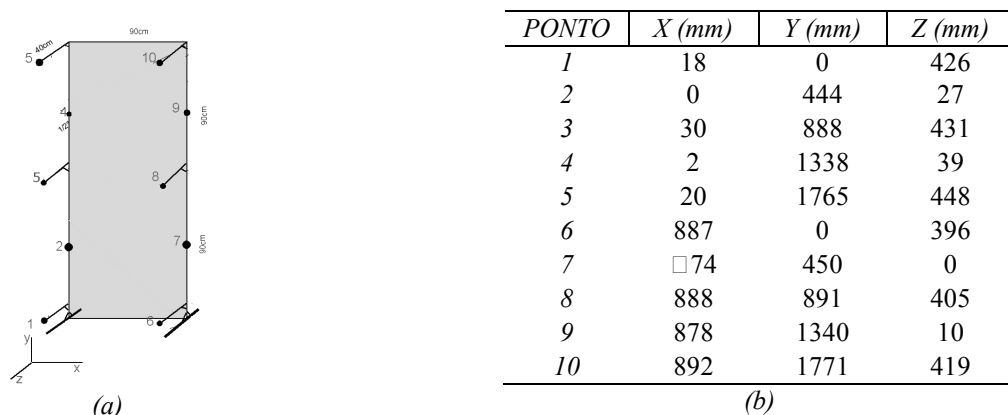 90cm
5
40cm
10
4
1/2"
9
90cm
5
8
2
7
90cm
1
6
y
x
z
(a)
PONTO X (mm) Y (mm) Z (mm)
1 18 0 426
2 0 444 27
3 30 888 431
4 2 1338 39
5 20 1765 448
6 887 0 396
7 □74 450 0
8 888 891 405
9 878 1340 10
10 892 1771 419
(b)